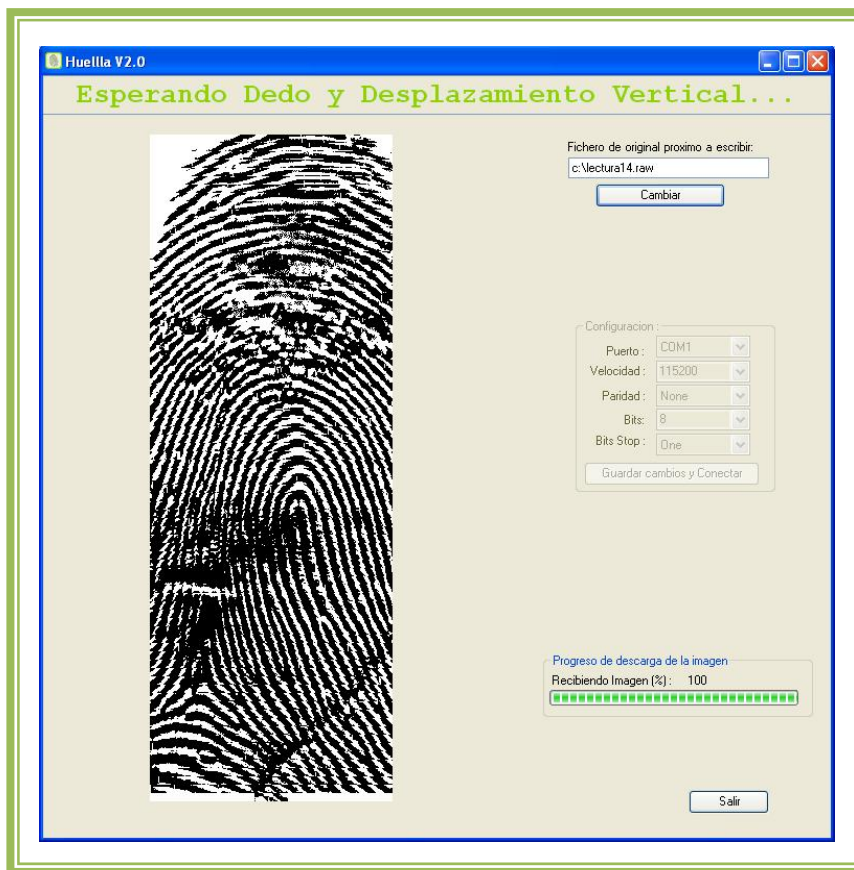 Huellla V2.0
Esperando Dedo y Desplazamiento Vertical...
Fichero de original proximo a escribir:
c:\lectura14.raw
Cambiar
Configuracion :
Puerto : COM1
Velocidad : 115200
Paridad : None
Bits: 8
Bits Stop : One
Guardar cambios y Conectar
Progreso de descarga de la imagen
Recibiendo Imagen (%) : 100
Salir